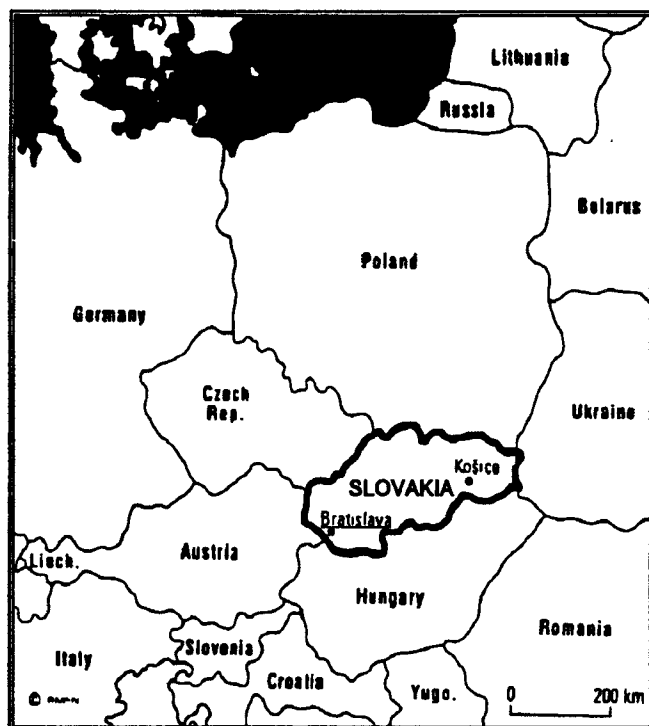 Lithuania
Russia
Belarus
Poland
Germany
Czech
Rep.
Ukraine
Košice
SLOVAKIA
Bratislava
Liech.
Austria
Hungary
Romania
Slovenia
Italy
Croatia
Yugo.
0 200 km
©